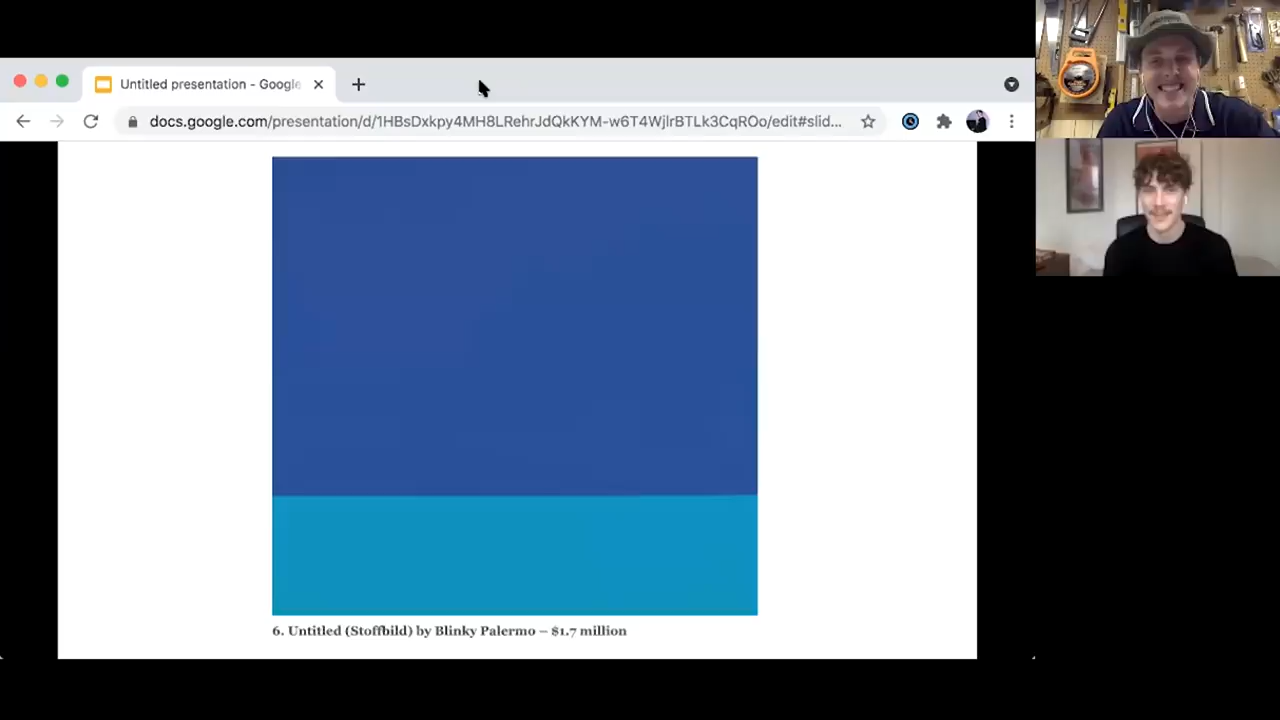 Untitled presentation - Google
docs.google.com/presentation/d/1HBsDxkpy4MH8LRehrJdQkKYM-w6T4WjlrBTLk3CqROo/edit#slid...
6. Untitled (Stoffbild) by Blinky Palermo – $1.7 million